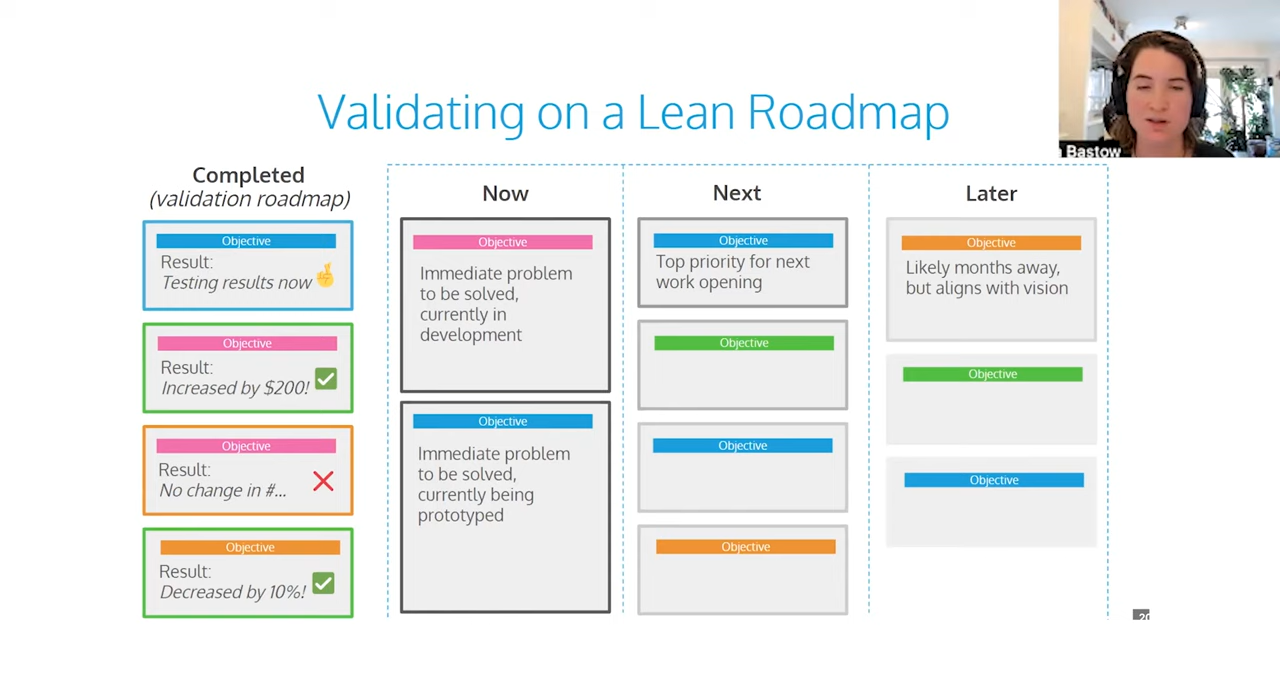 Validating on a Lean Roadmap
Bastow
Completed
(validation roadmap)
Objective
Result:
Testing results now
Objective
Result:
Increased by $200!
Objective
Result:
No change in #...
Objective
Result:
Decreased by 10%!
Now
Objective
Immediate problem
to be solved,
currently in
development
Objective
Immediate problem
to be solved,
currently being
prototyped
Next
Objective
Top priority for next
work opening
Objective
Objective
Objective
Later
Objective
Likely months away,
but aligns with vision
Objective
Objective